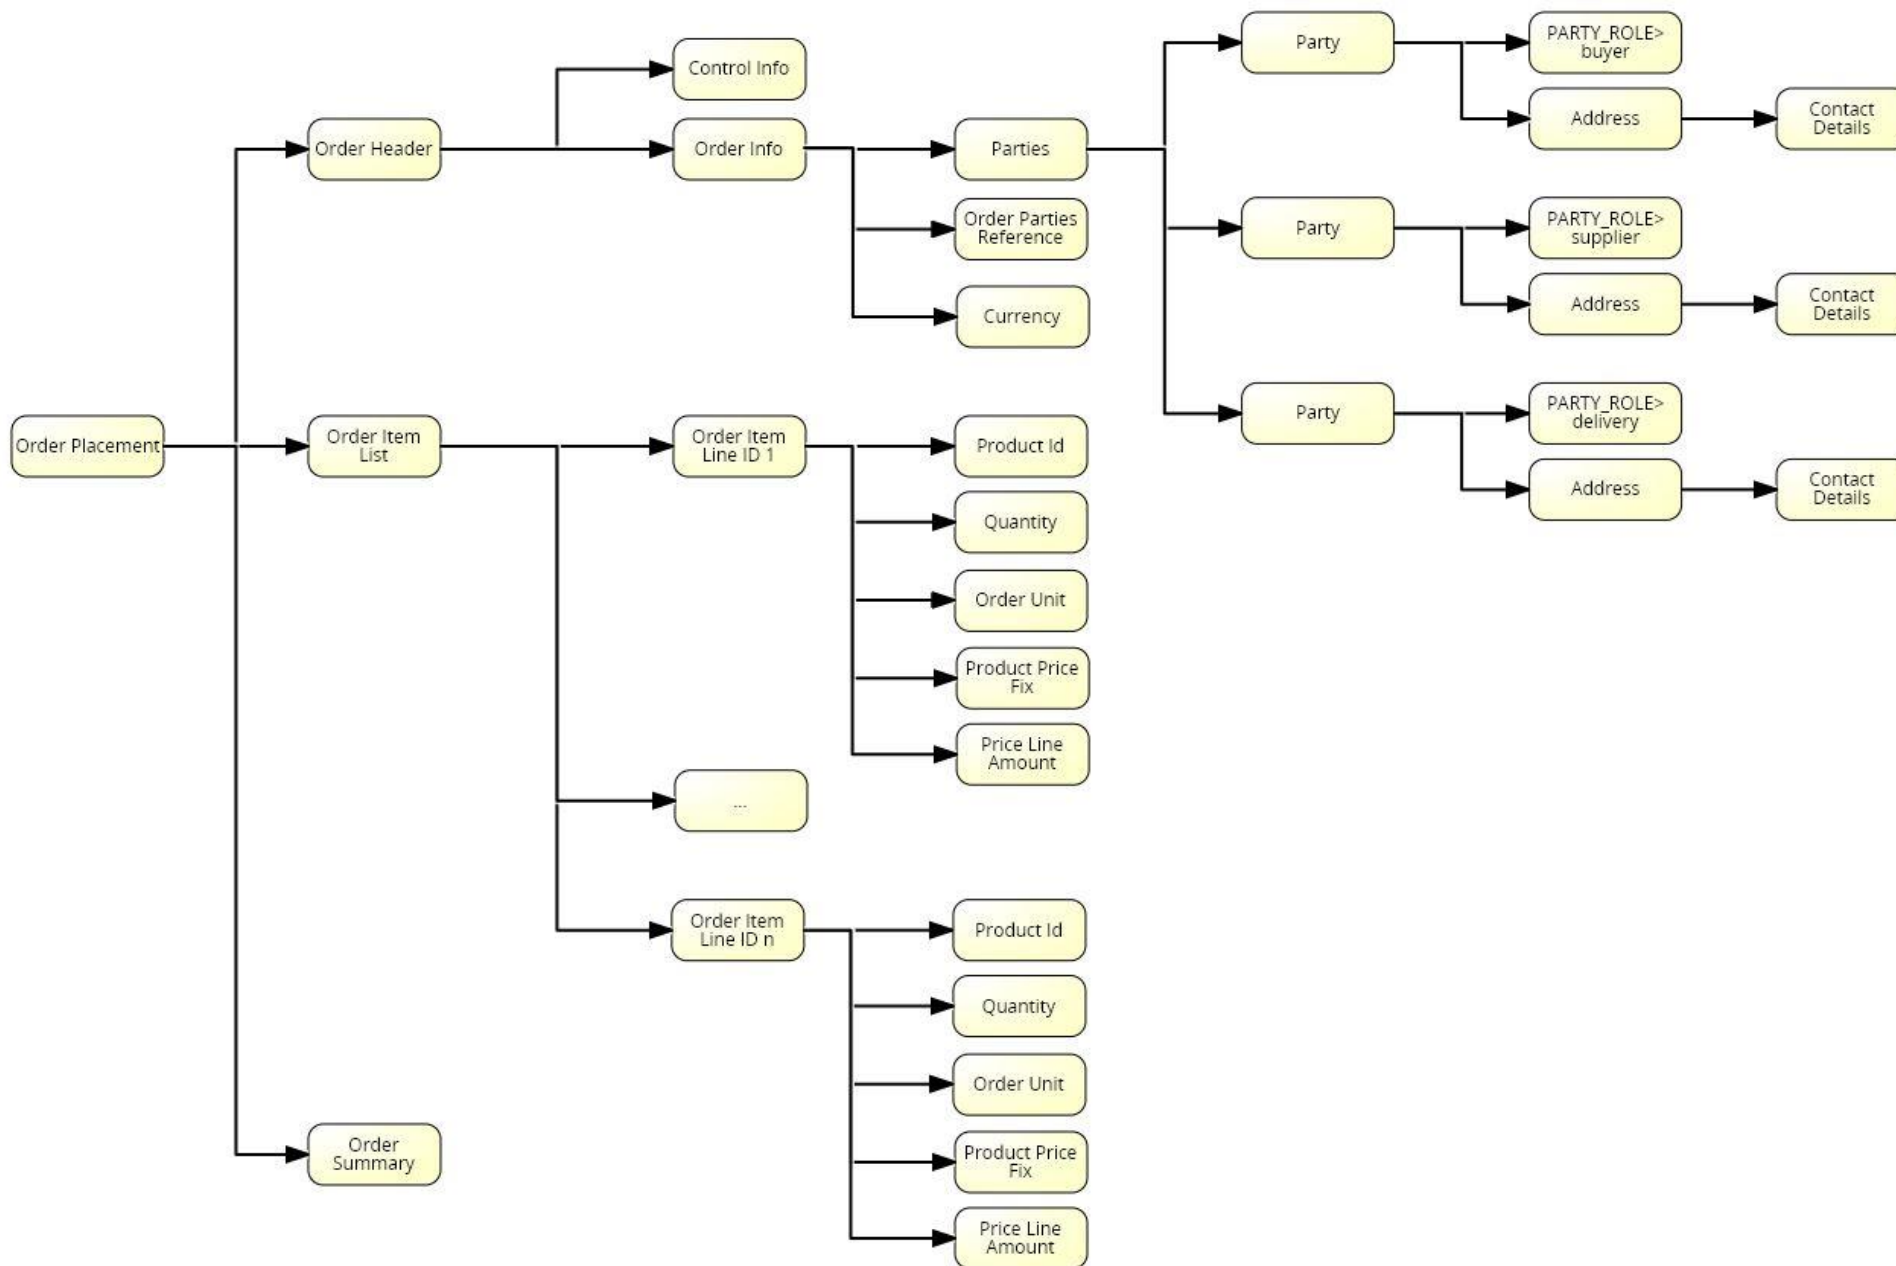 Control Info
Order Header
Order Info
Parties
Order Parties
Reference
Currency
Party
PARTY_ROLE>
buyer
Address
Contact
Details
Party
PARTY_ROLE>
supplier
Address
Contact
Details
Party
PARTY_ROLE>
delivery
Address
Contact
Details
Order Placement
Order Item
List
Order Item
Line ID 1
Product Id
Quantity
Order Unit
Product Price
Fix
Price Line
Amount
...
Order Item
Line ID n
Product Id
Quantity
Order Unit
Product Price
Fix
Price Line
Amount
Order
Summary